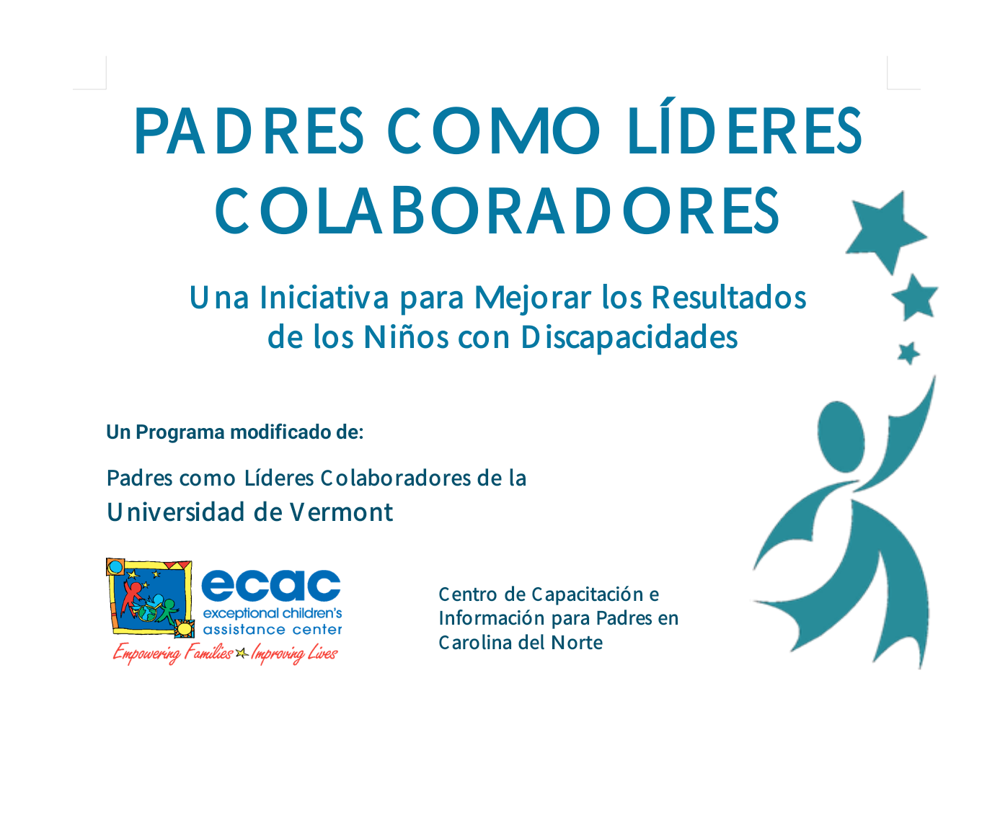 PADRES COMO LÍDERES
COLABORADORES
Una Iniciativa para Mejorar los Resultados
de los Niños con Discapacidades
Un Programa modificado de:
Padres como Líderes Colaboradores de la
Universidad de Vermont
ecac
exceptional children's
assistance center
Empowering Families Improving Lives
Centro de Capacitación e
Información para Padres en
Carolina del Norte